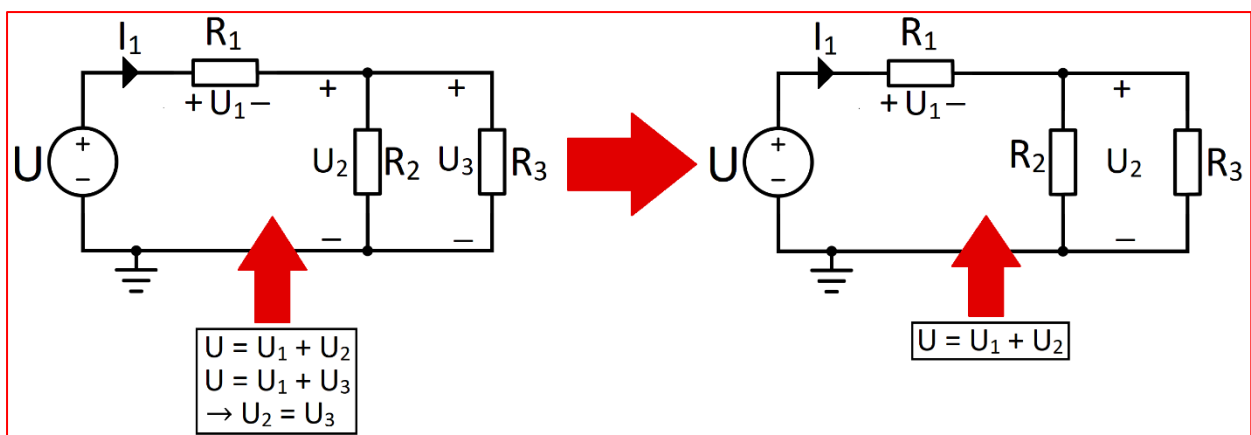 I₁ R₁
+ U₁ −
+ +
U + −
U₂ R₂ U₃ R₃
− −
U = U₁ + U₂
U = U₁ + U₃
→ U₂ = U₃
I₁ R₁
+ U₁ −
+
U + −
R₂ U₂ R₃
−
U = U₁ + U₂